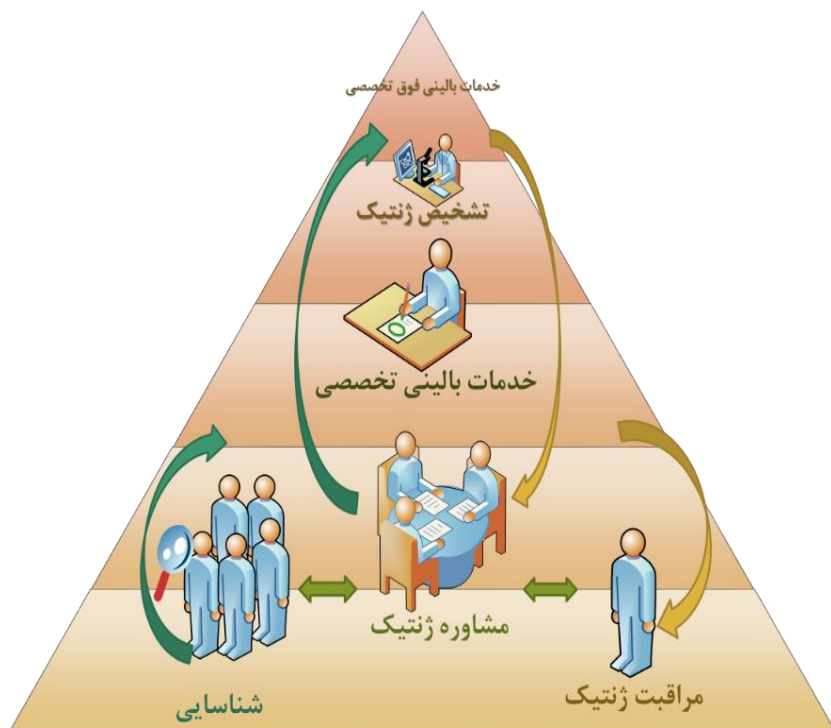 خدمات بالینی فوق تخصصی
تشخیص ژنتیک
خدمات بالینی تخصصی
مشاوره ژنتیک
مراقبت ژنتیک
شناسایی